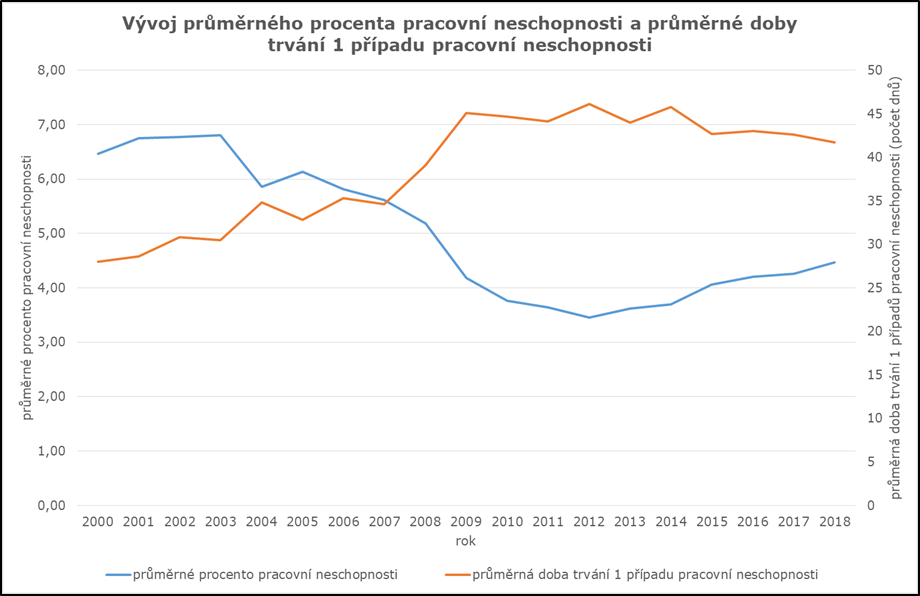 Vývoj průměrného procenta pracovní neschopnosti a průměrné doby
trvání 1 případu pracovní neschopnosti
průměrné procento pracovní neschopnosti
8,00
7,00
6,00
5,00
4,00
3,00
2,00
1,00
0,00
50
45
40
35
30
25
20
15
10
5
0
průměrná doba trvání 1 případů pracovní neschopnosti (počet dnů)
2000 2001 2002 2003 2004 2005 2006 2007 2008 2009 2010 2011 2012 2013 2014 2015 2016 2017 2018
rok
průměrné procento pracovní neschopnosti
průměrná doba trvání 1 případu pracovní neschopnosti